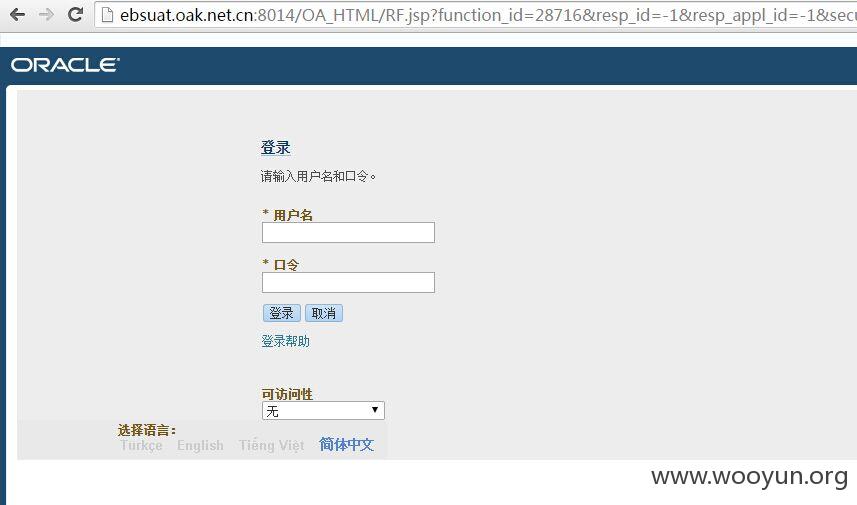 ebsuat.oak.net.cn:8014/OA_HTML/RF.jsp?function_id=28716&resp_id=-1&resp_appl_id=-1&secu
ORACLE
登录
请输入用户名和口令。
* 用户名
* 口令
登录 取消
登录帮助
可访问性
无
选择语言：
Türkçe English Tiếng Việt 简体中文
www.wooyun.org